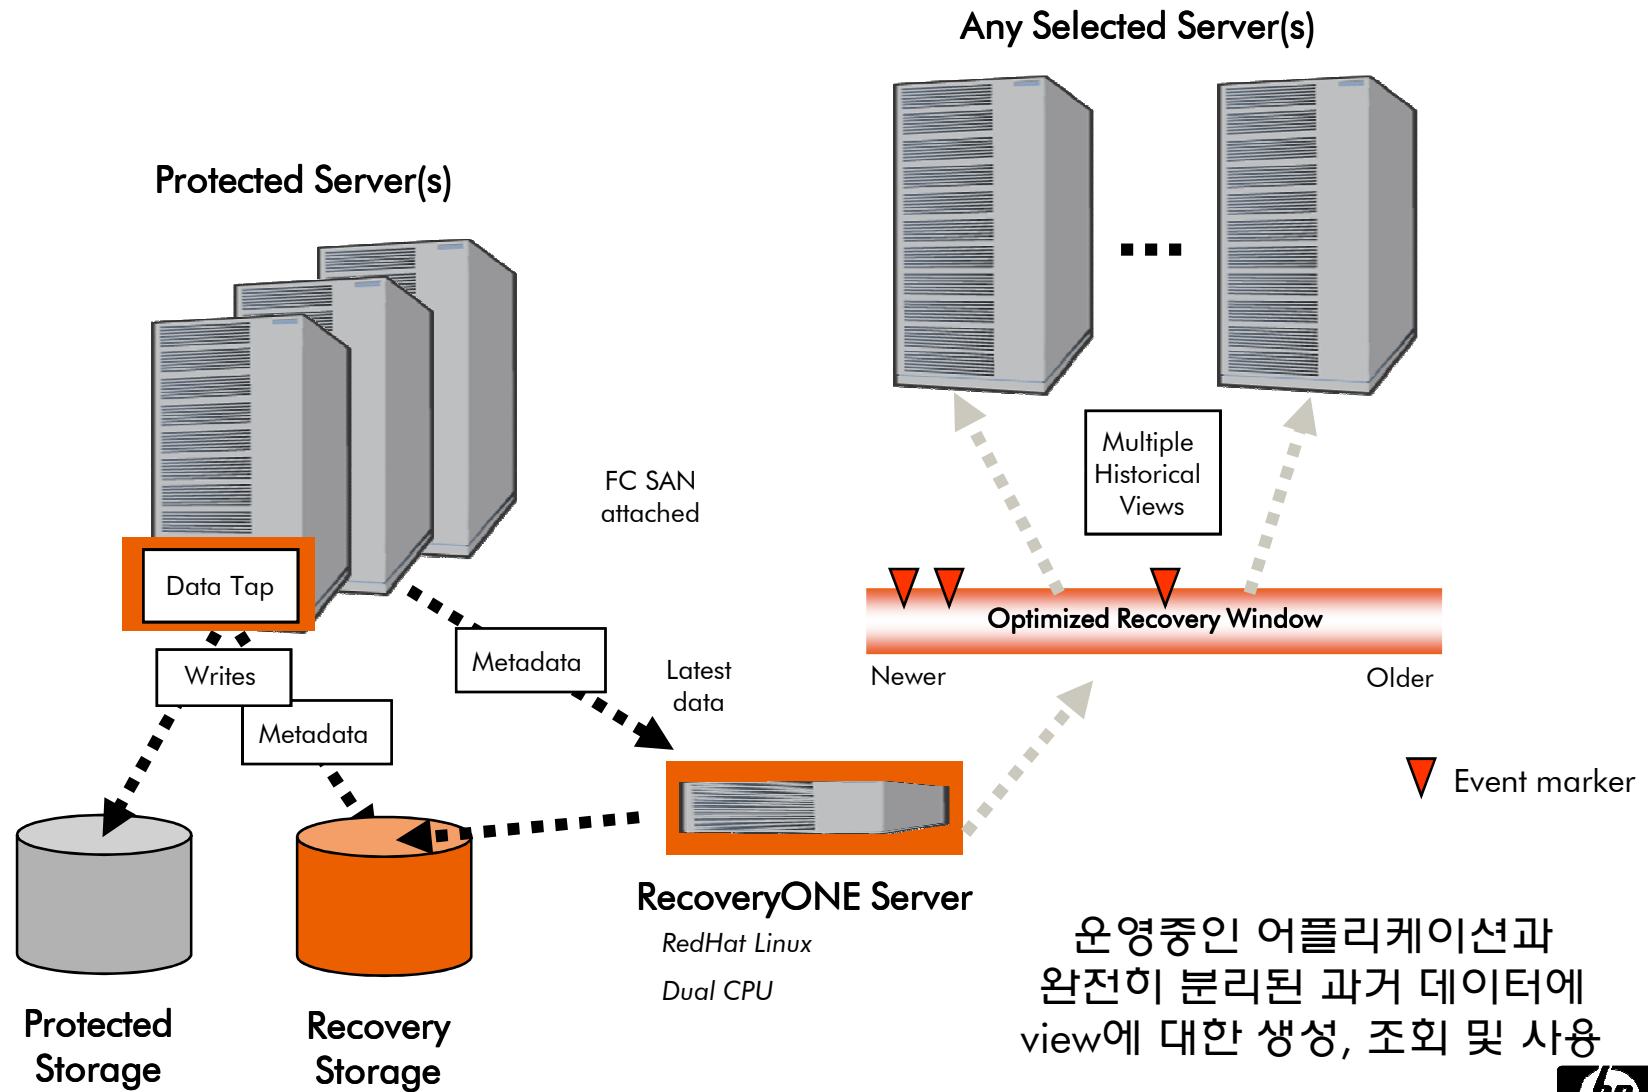 Any Selected Server(s)
Protected Server(s)
Multiple
Historical
Views
FC SAN
attached
Data Tap
Optimized Recovery Window
Newer
Older
Writes
Metadata
Metadata
Latest
data
Event marker
RecoveryONE Server
RedHat Linux
Dual CPU
Protected
Storage
Recovery
Storage
운영중인 어플리케이션과
완전히 분리된 과거 데이터에
view에 대한 생성, 조회 및 사용
hp